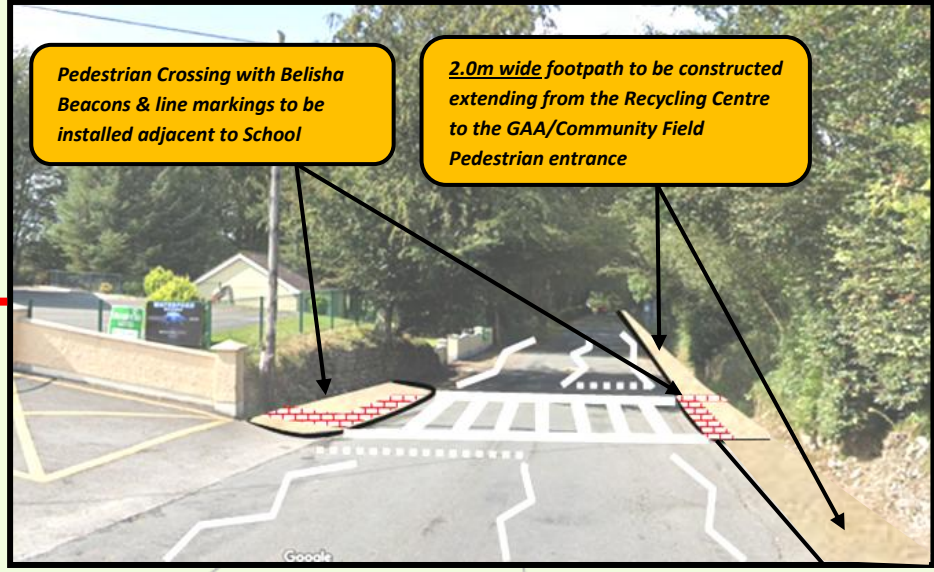 Pedestrian Crossing with Belisha
Beacons & line markings to be
installed adjacent to School
2.0m wide footpath to be constructed
extending from the Recycling Centre
to the GAA/Community Field
Pedestrian entrance
WATERFORD
Google